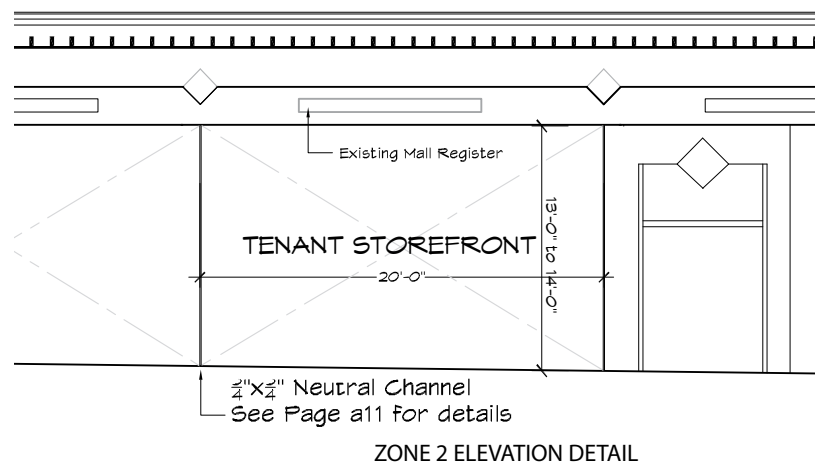 Existing Mall Register
TENANT STOREFRONT
20'-0"
13'-0" to 14'-0"
¾"x¾" Neutral Channel
See Page a11 for details
ZONE 2 ELEVATION DETAIL